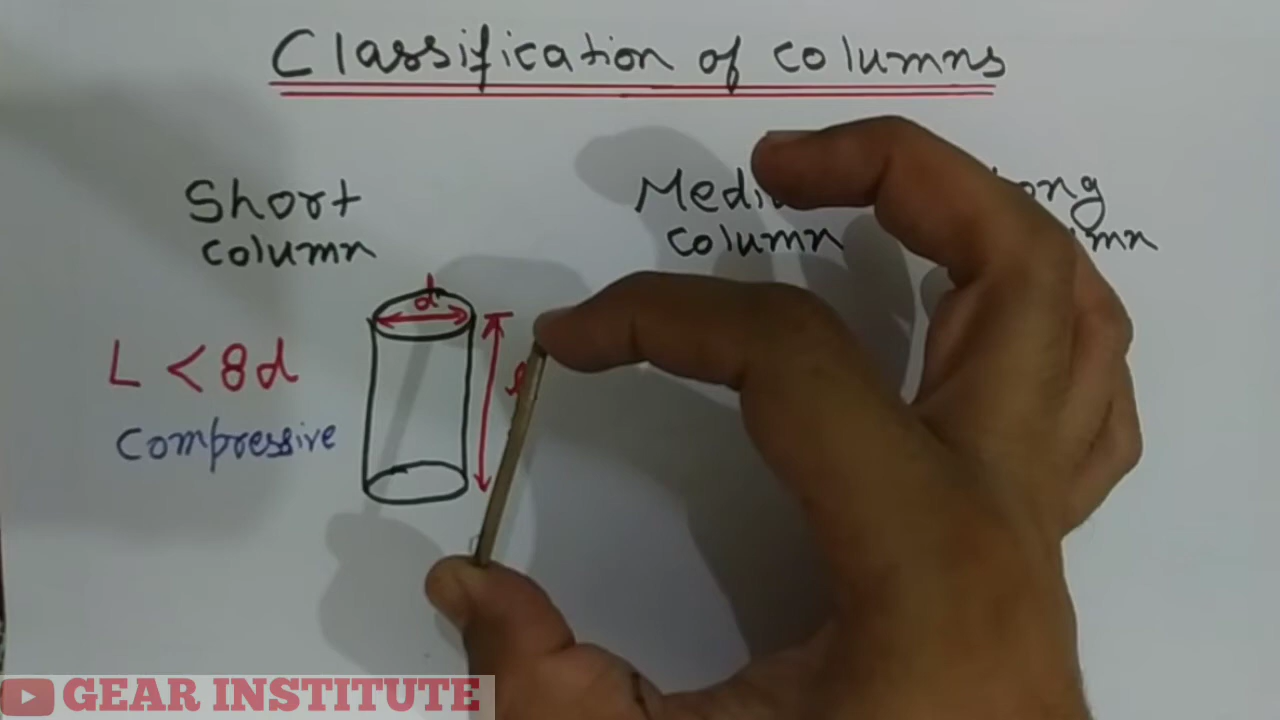 Classification of columns
Short
column
column
d
L < 8d
Compressive
GEAR INSTITUTE